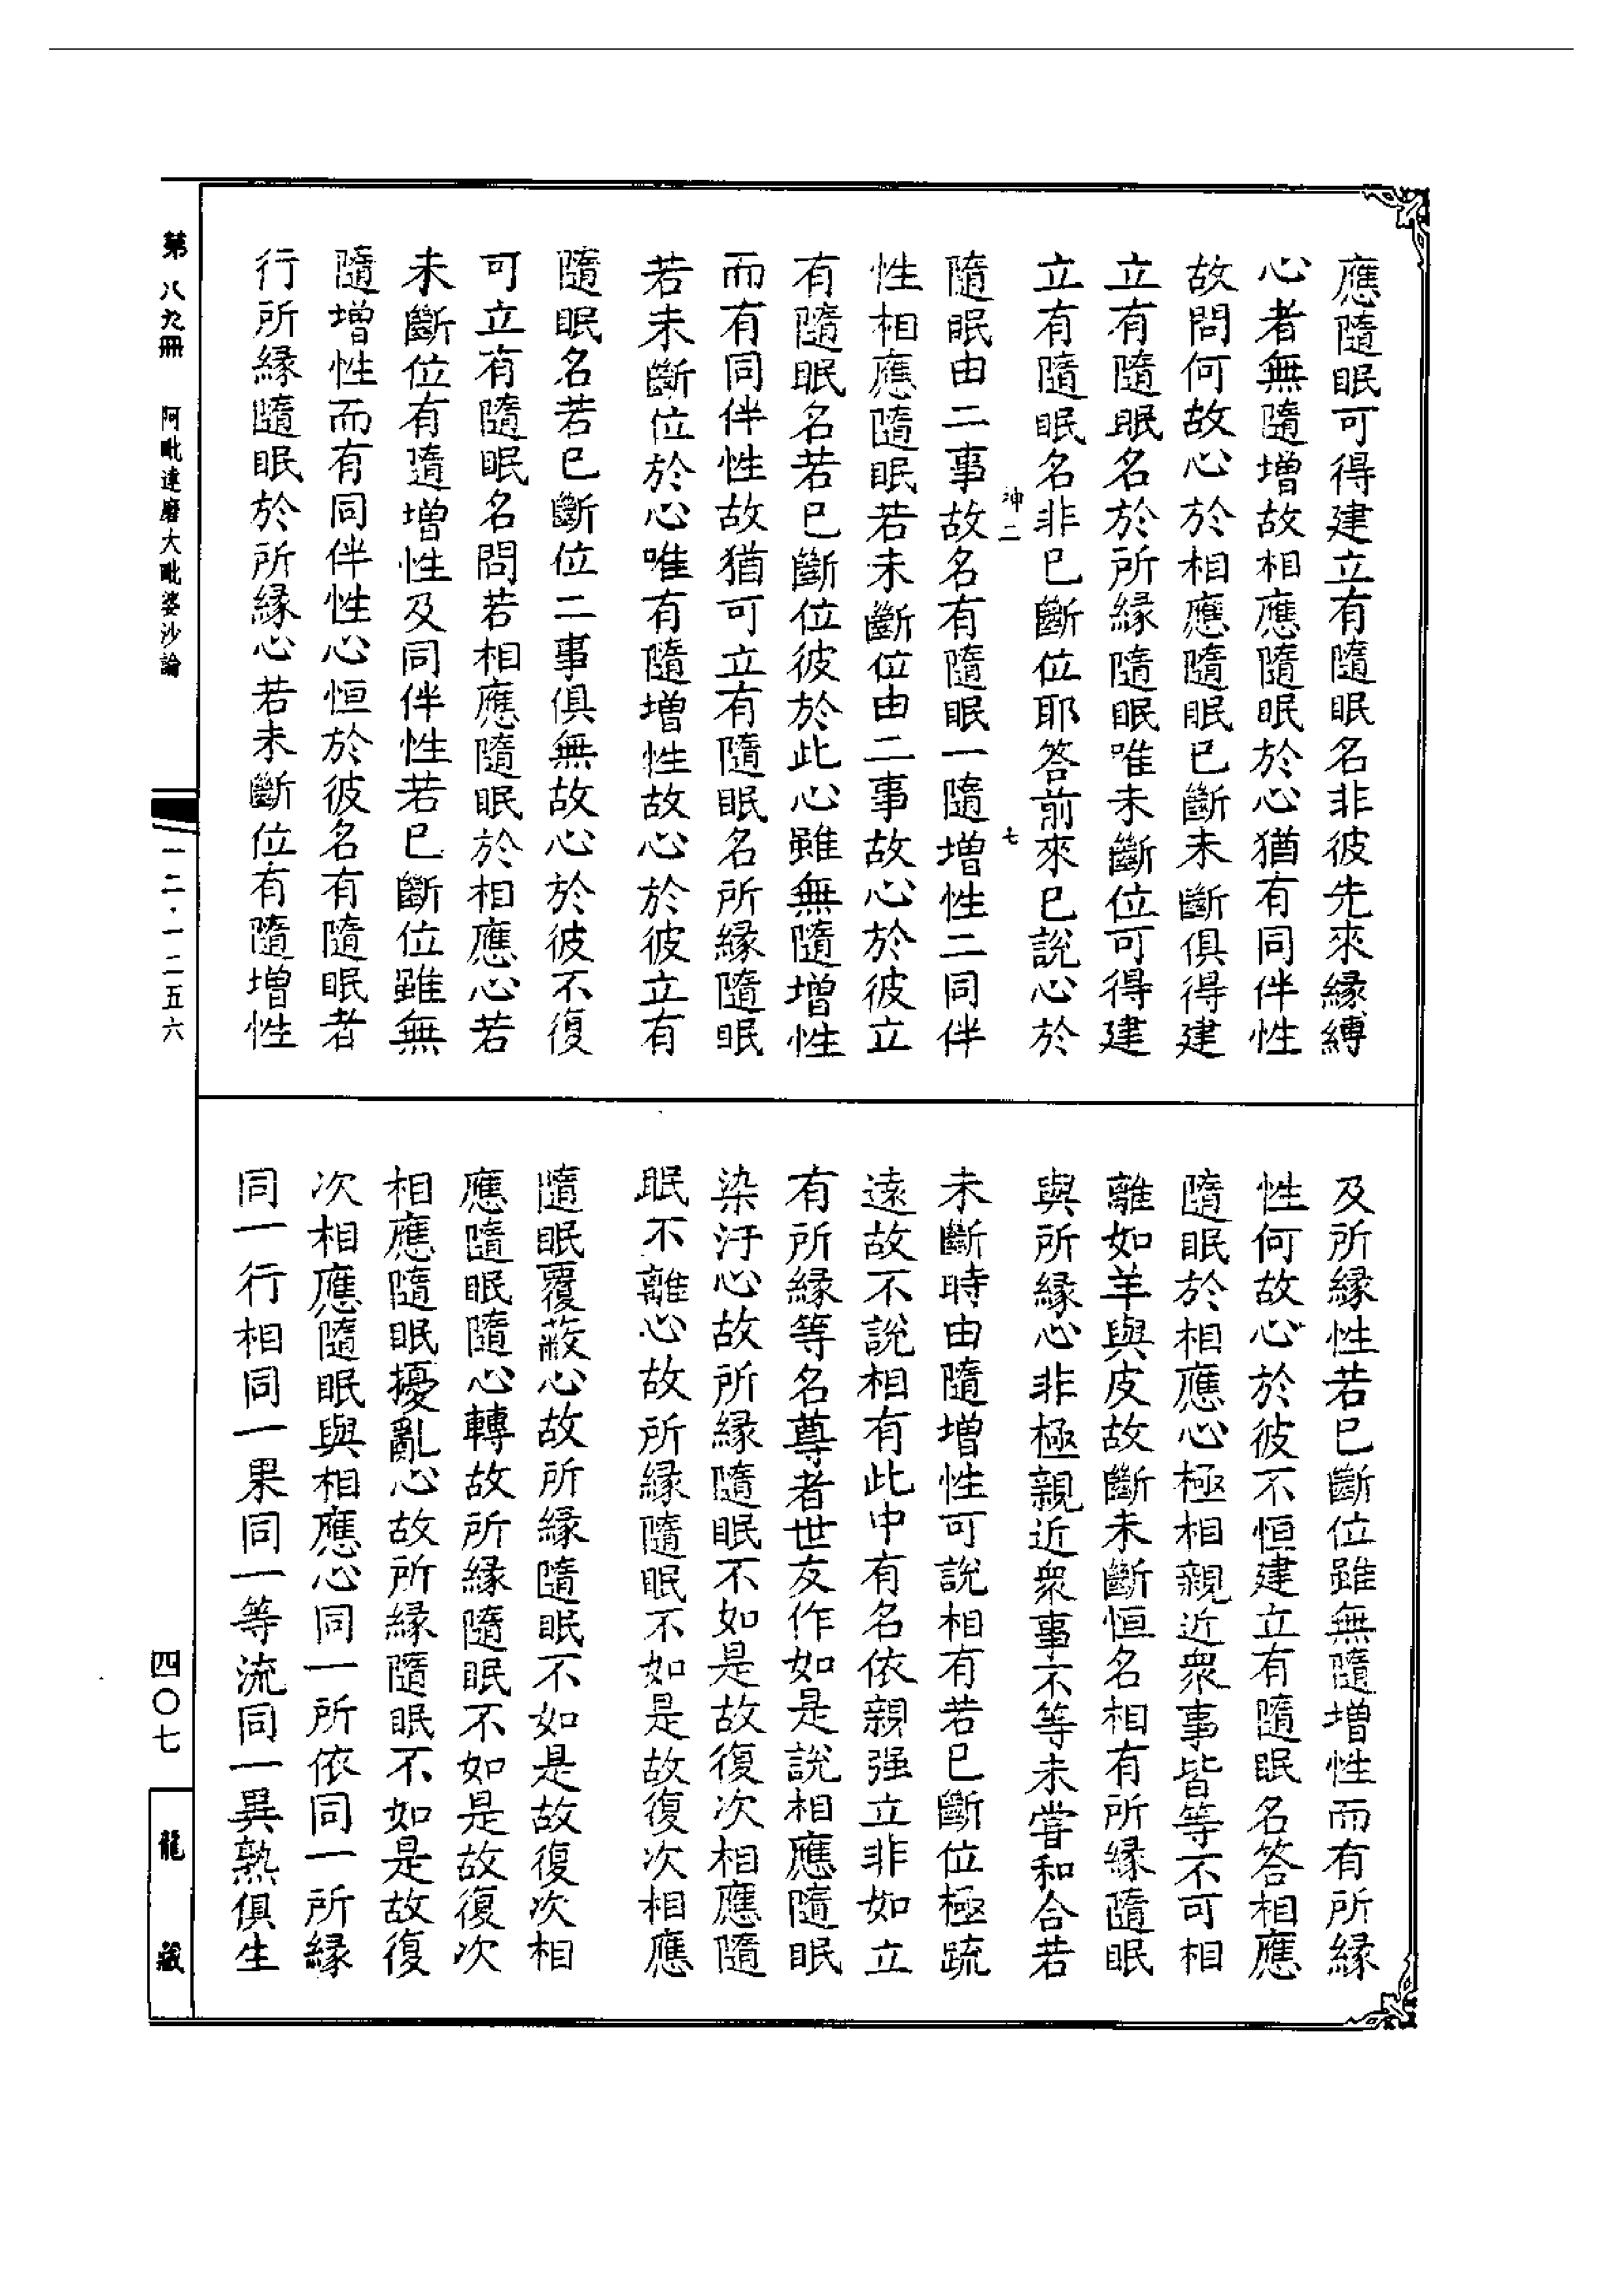 應隨眠可得建立有隨眠名非彼先來緣縛
心者無隨增故相應隨眠於心猶有同伴性
故問何故心於相應隨眠已斷未斷俱得建
立有隨眠名於所緣隨眠唯未斷位可得建
立有隨眠名非已斷位耶答前來已說心於
神二 七
隨眠由二事故名有隨眠一隨增性二同伴
性相應隨眠若未斷位由二事故心於彼立
有隨眠名若已斷位彼於此心雖無隨增性
而有同伴性故猶可立有隨眠名所緣隨眠
若未斷位於心唯有隨增性故心於彼立有
隨眠名若已斷位二事俱無故心於彼不復
可立有隨眠名問若相應隨眠於相應心若
未斷位有隨增性及同伴性若已斷位雖無
隨增性而有同伴性心恒於彼名有隨眠者
行所緣隨眠於所緣心若未斷位有隨增性
及所緣性若已斷位雖無隨增性而有所緣
性何故心於彼不恒建立有隨眠名答相應
隨眠於相應心極相親近衆事皆等不可相
離如羊與皮故斷未斷恒名相有所緣隨眠
與所緣心非極親近衆事不等未嘗和合若
未斷時由隨增性可說相有若已斷位極疏
遠故不說相有此中有名依親强立非如立
有所緣等名尊者世友作如是說相應隨眠
染汙心故所緣隨眠不如是故復次相應隨
眠不離心故所緣隨眠不如是故復次相應
隨眠覆蔽心故所緣隨眠不如是故復次相
應隨眠隨心轉故所緣隨眠不如是故復次
相應隨眠擾亂心故所緣隨眠不如是故復
次相應隨眠與相應心同一所依同一所緣
同一行相同一果同一等流同一異熟俱生
第八九冊 阿毗達磨大毗婆沙論 一二·一二五六 四〇七 龍藏